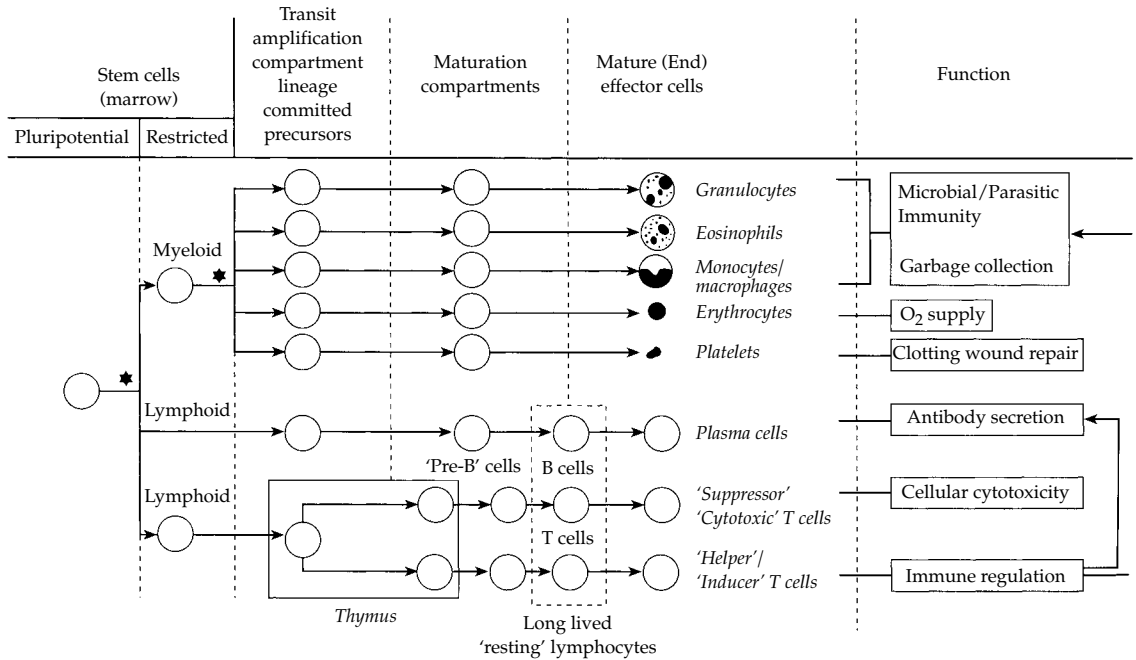 Stem cells
(marrow)
Pluripotential
Restricted
Transit
amplification
compartment
lineage
committed
precursors
Maturation
compartments
Mature (End)
effector cells
Function
Myeloid
Granulocytes
Eosinophils
Monocytes/
macrophages
Erythrocytes
Platelets
Microbial/Parasitic
Immunity
Garbage collection
O₂ supply
Clotting wound repair
Lymphoid
Plasma cells
Antibody secretion
'Pre-B' cells
B cells
Lymphoid
'Suppressor'
'Cytotoxic' T cells
Cellular cytotoxicity
T cells
'Helper'/
'Inducer' T cells
Immune regulation
Thymus
Long lived
'resting' lymphocytes